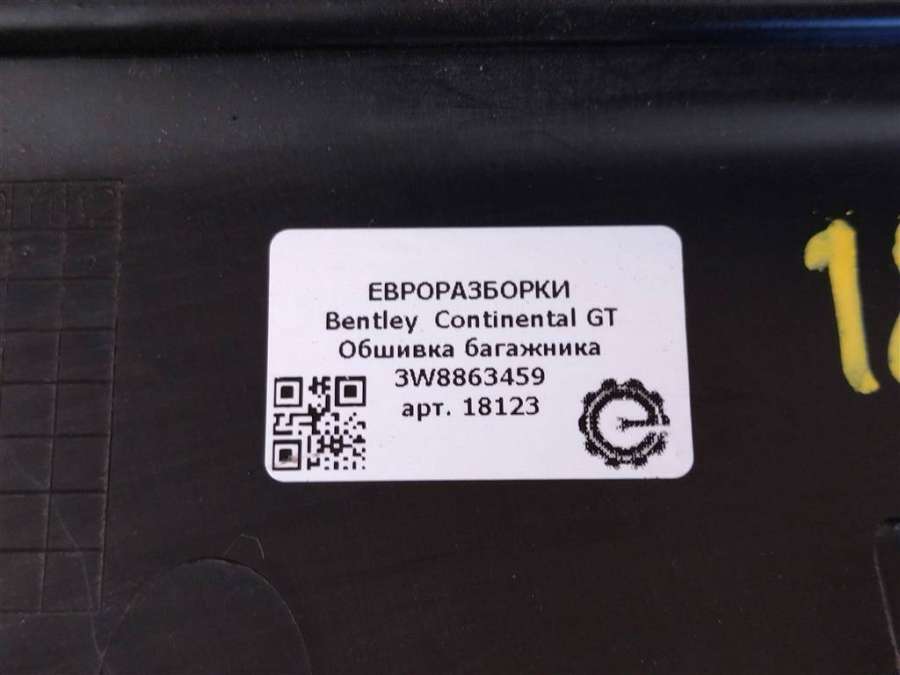 ЕВРОРАЗБОРКИ
Bentley Continental GT
Обшивка багажника
3W8863459
арт. 18123